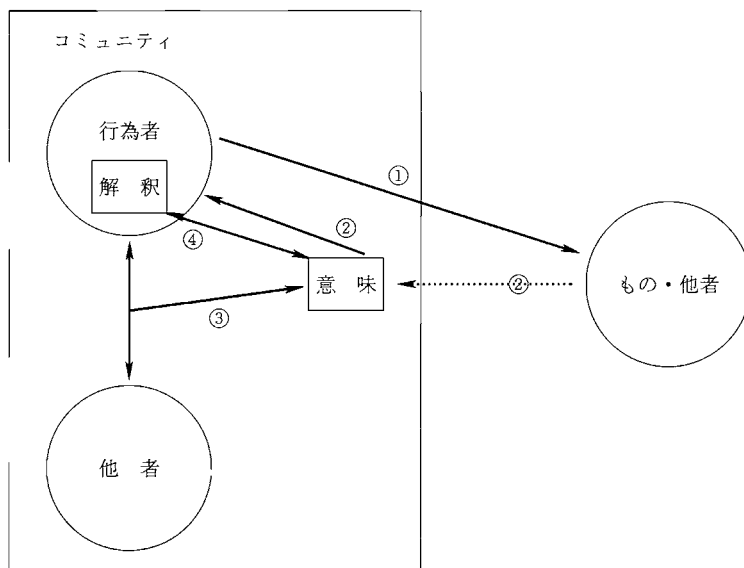 コミュニティ
行為者
解 釈
①
②
④
意 味
②
もの・他者
③
他 者